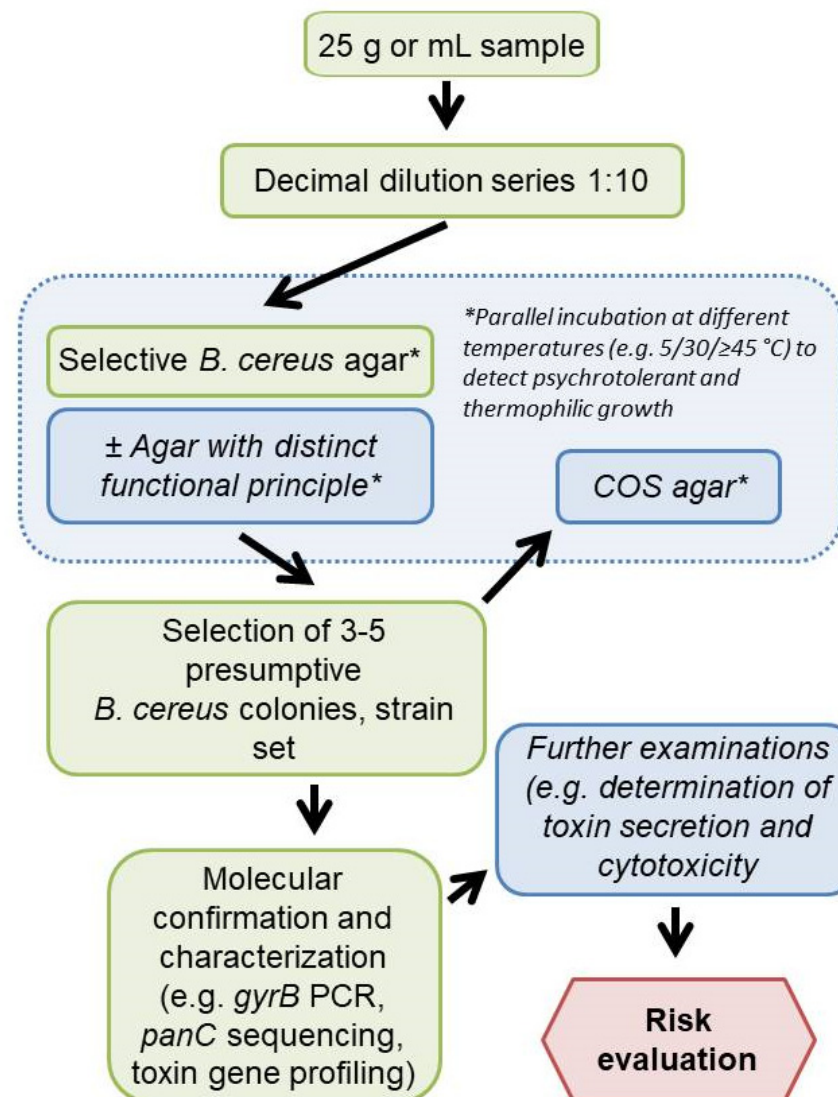 25 g or mL sample
Decimal dilution series 1:10
Selective B. cereus agar*
± Agar with distinct
functional principle*
*Parallel incubation at different
temperatures (e.g. 5/30/≥45 °C) to
detect psychrotolerant and
thermophilic growth
COS agar*
Selection of 3-5
presumptive
B. cereus colonies, strain
set
Molecular
confirmation and
characterization
(e.g. gyrB PCR,
panC sequencing,
toxin gene profiling)
Further examinations
(e.g. determination of
toxin secretion and
cytotoxicity
Risk
evaluation